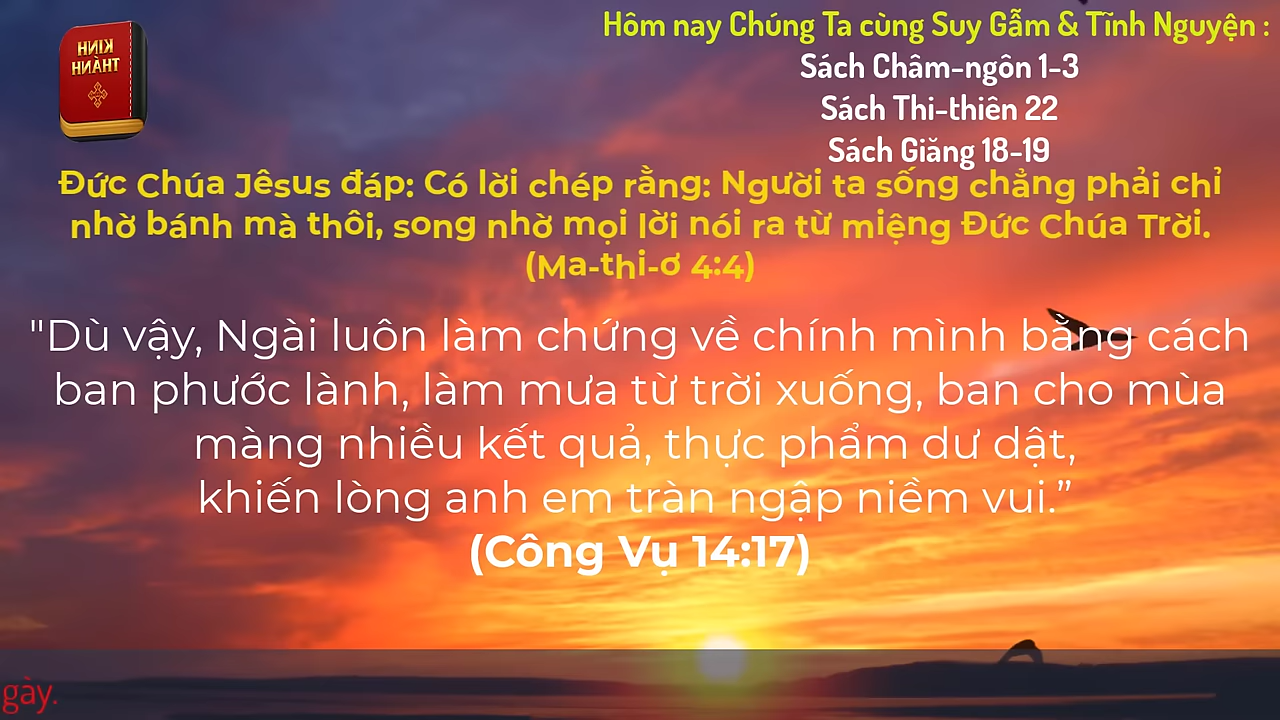 KINH
THÁNH
Hôm nay Chúng Ta cùng Suy Gẫm & Tĩnh Nguyện :
Sách Châm-ngôn 1-3
Sách Thi-thiên 22
Sách Giăng 18-19
Đức Chúa Jêsus đáp: Có lời chép rằng: Người ta sống chẳng phải chỉ
nhờ bánh mà thôi, song nhờ mọi lời nói ra từ miệng Đức Chúa Trời.
(Ma-thi-ơ 4:4)
"Dù vậy, Ngài luôn làm chứng về chính mình bằng cách
ban phước lành, làm mưa từ trời xuống, ban cho mùa
màng nhiều kết quả, thực phẩm dư dật,
khiến lòng anh em tràn ngập niềm vui.”
(Công Vụ 14:17)
gày.